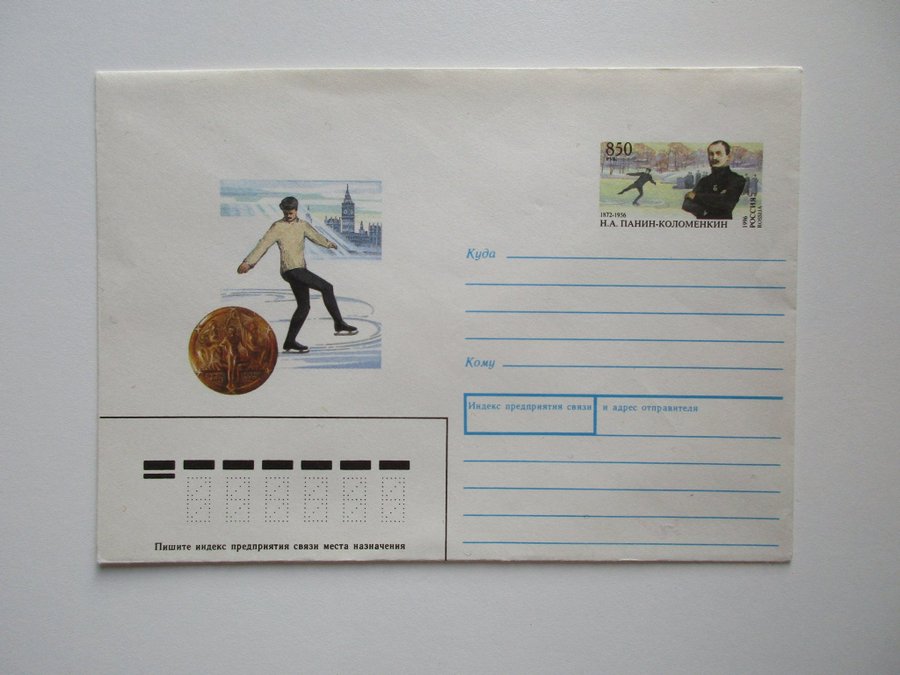 850
РУБ.
1872-1956
Н.А. ПАНИН-КОЛОМЕНКИН
1996
РОССИЯ
ROSSIJA
Куда
Кому
Индекс предприятия связи и адрес отправителя
Пишите индекс предприятия связи места назначения